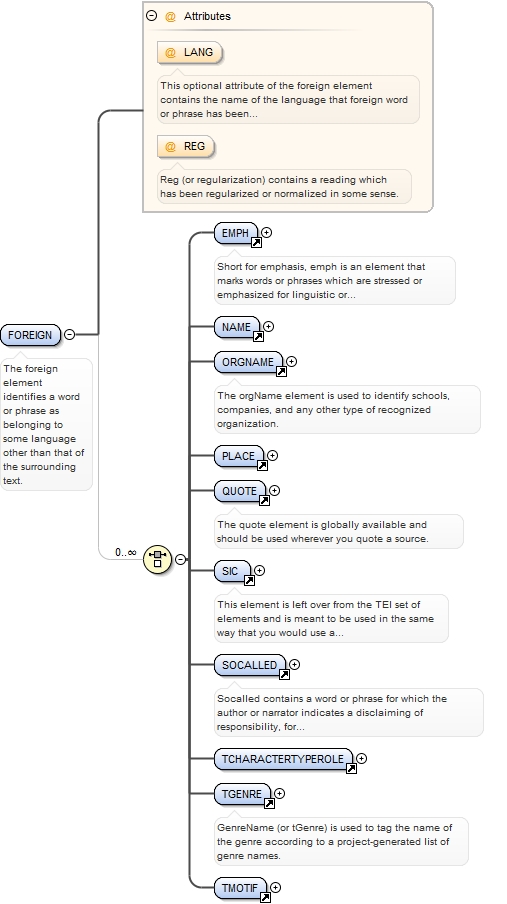 Attributes
@ LANG
This optional attribute of the foreign element
contains the name of the language that foreign word
or phrase has been...
@ REG
Reg (or regularization) contains a reading which
has been regularized or normalized in some sense.
FOREIGN
The foreign
element
identifies a word
or phrase as
belonging to
some language
other than that of
the surrounding
text.
0..∞
EMPH
Short for emphasis, emph is an element that
marks words or phrases which are stressed or
emphasized for linguistic or...
NAME
ORGNAME
The orgName element is used to identify schools,
companies, and any other type of recognized
organization.
PLACE
QUOTE
The quote element is globally available and
should be used wherever you quote a source.
SIC
This element is left over from the TEI set of
elements and is meant to be used in the same
way that you would use a...
SOCALLED
Socalled contains a word or phrase for which the
author or narrator indicates a disclaiming of
responsibility, for...
TCHARACTERTYPEROLE
TGENRE
GenreName (or tGenre) is used to tag the name of
the genre according to a project-generated list of
genre names.
TMOTIF